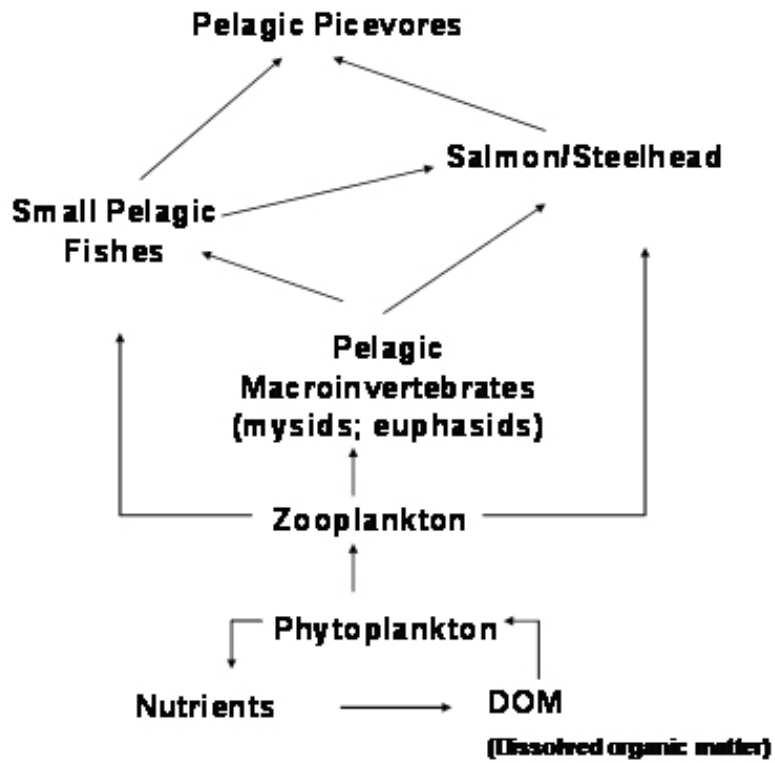 Pelagic Picevores
Salmon/Steelhead
Small Pelagic
Fishes
Pelagic
Macroinvertebrates
(mysids; euphasids)
Zooplankton
Phytoplankton
Nutrients
DOM
(Dissolved organic matter)